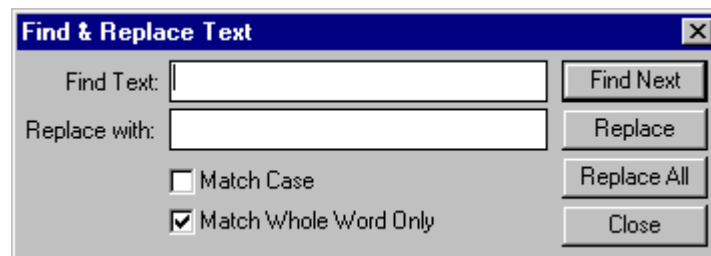 Find & Replace Text
Find Text: Find Next
Replace with: Replace
Match Case Replace All
Match Whole Word Only Close